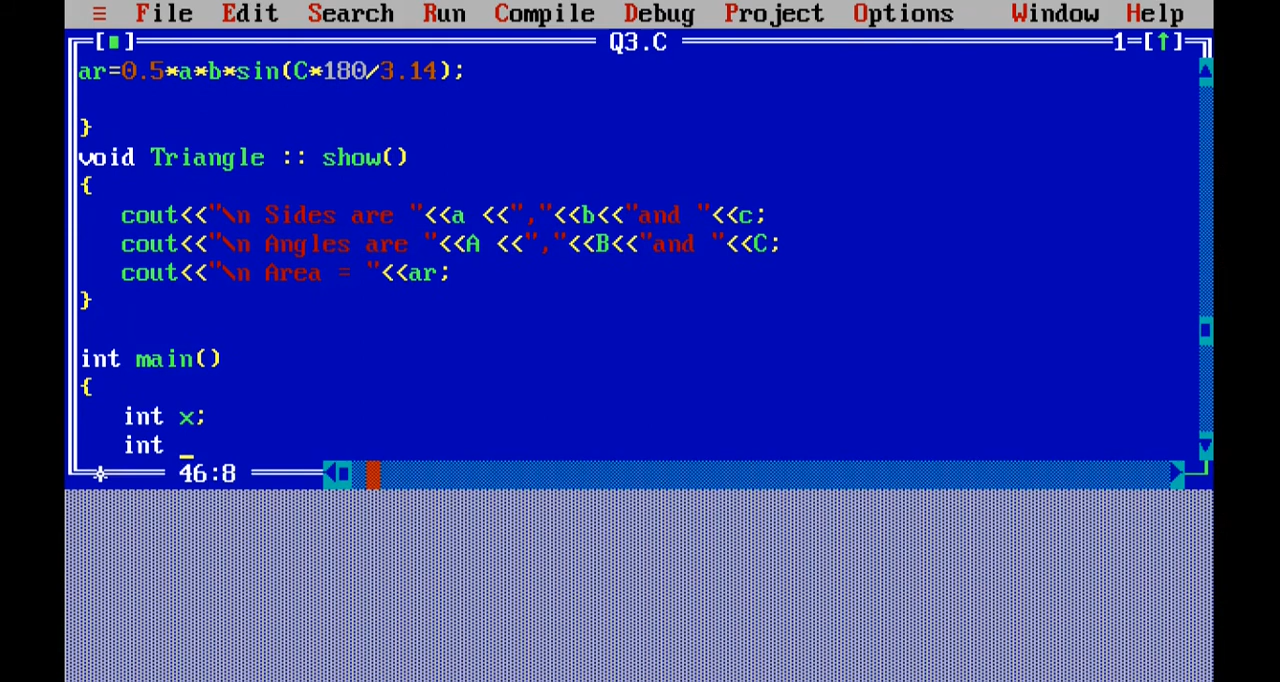 ≡ File Edit Search Run Compile Debug Project Options Window Help
[■] Q3.C 1=[↑]
ar=0.5*a*b*sin(C*180/3.14);
}
void Triangle :: show()
{
cout<<"\n Sides are "<<a <<","<<b<<"and "<<c;
cout<<"\n Angles are "<<A <<","<<B<<"and "<<C;
cout<<"\n Area = "<<ar;
}
int main()
{
int x;
int _
46:8